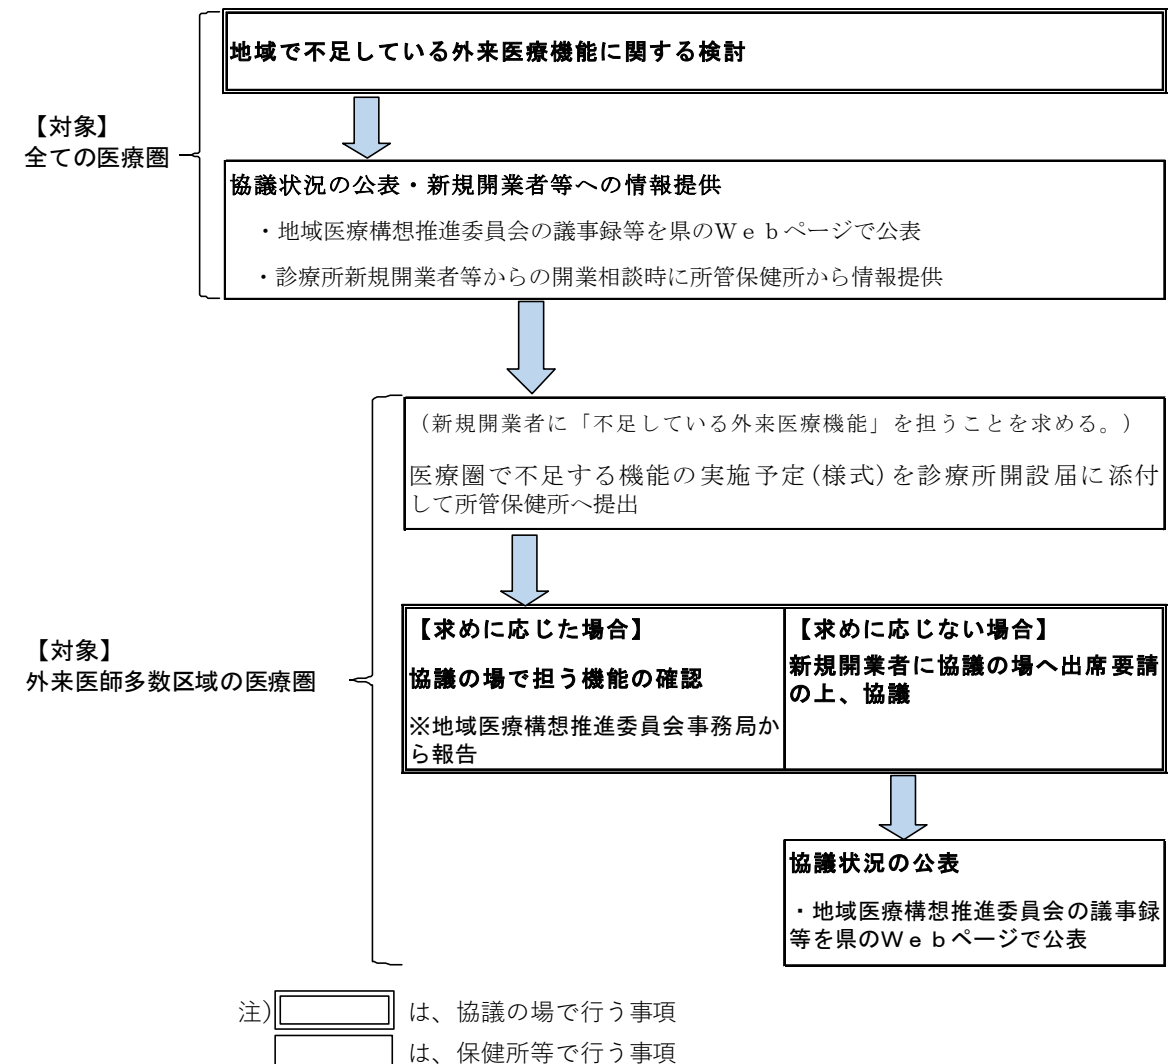 地域で不足している外来医療機能に関する検討
【対象】
全ての医療圏
協議状況の公表・新規開業者等への情報提供
・地域医療構想推進委員会の議事録等を県のWebページで公表
・診療所新規開業者等からの開業相談時に所管保健所から情報提供
(新規開業者に「不足している外来医療機能」を担うことを求める。)
医療圏で不足する機能の実施予定(様式)を診療所開設届に添付
して所管保健所へ提出
【対象】
外来医師多数区域の医療圏
【求めに応じた場合】
協議の場で担う機能の確認
※地域医療構想推進委員会事務局か
ら報告
【求めに応じない場合】
新規開業者に協議の場へ出席要請
の上、協議
協議状況の公表
・地域医療構想推進委員会の議事録
等を県のWebページで公表
注) は、協議の場で行う事項
は、保健所等で行う事項